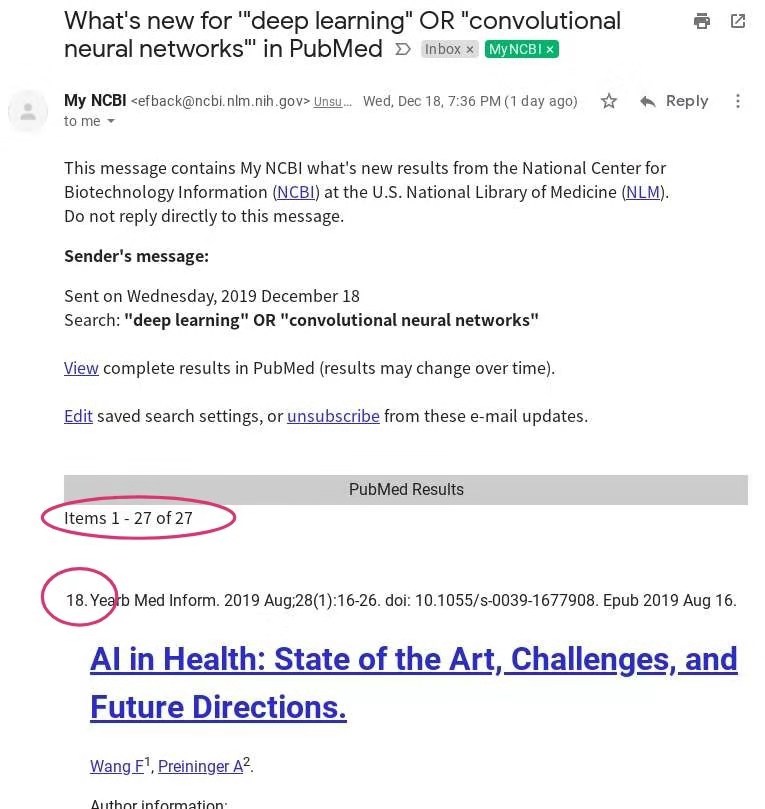 What's new for '"deep learning" OR "convolutional
neural networks"' in PubMed Inbox × MyNCBI ×
My NCBI <efback@ncbi.nlm.nih.gov> Unsu... Wed, Dec 18, 7:36 PM (1 day ago) Reply
to me
This message contains My NCBI what's new results from the National Center for
Biotechnology Information (NCBI) at the U.S. National Library of Medicine (NLM).
Do not reply directly to this message.
Sender's message:
Sent on Wednesday, 2019 December 18
Search: "deep learning" OR "convolutional neural networks"
View complete results in PubMed (results may change over time).
Edit saved search settings, or unsubscribe from these e-mail updates.
PubMed Results
Items 1 - 27 of 27
18. Yearb Med Inform. 2019 Aug;28(1):16-26. doi: 10.1055/s-0039-1677908. Epub 2019 Aug 16.
AI in Health: State of the Art, Challenges, and
Future Directions.
Wang F1, Preininger A2.
Author information: